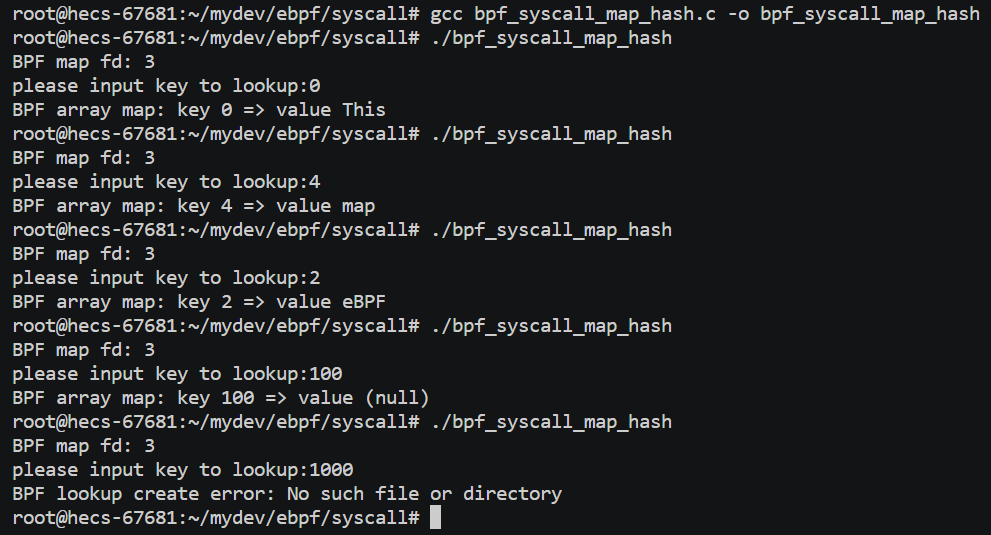 root@hecs-67681:~/mydev/ebpf/syscall# gcc bpf_syscall_map_hash.c -o bpf_syscall_map_hash
root@hecs-67681:~/mydev/ebpf/syscall# ./bpf_syscall_map_hash
BPF map fd: 3
please input key to lookup:0
BPF array map: key 0 => value This
root@hecs-67681:~/mydev/ebpf/syscall# ./bpf_syscall_map_hash
BPF map fd: 3
please input key to lookup:4
BPF array map: key 4 => value map
root@hecs-67681:~/mydev/ebpf/syscall# ./bpf_syscall_map_hash
BPF map fd: 3
please input key to lookup:2
BPF array map: key 2 => value eBPF
root@hecs-67681:~/mydev/ebpf/syscall# ./bpf_syscall_map_hash
BPF map fd: 3
please input key to lookup:100
BPF array map: key 100 => value (null)
root@hecs-67681:~/mydev/ebpf/syscall# ./bpf_syscall_map_hash
BPF map fd: 3
please input key to lookup:1000
BPF lookup create error: No such file or directory
root@hecs-67681:~/mydev/ebpf/syscall#